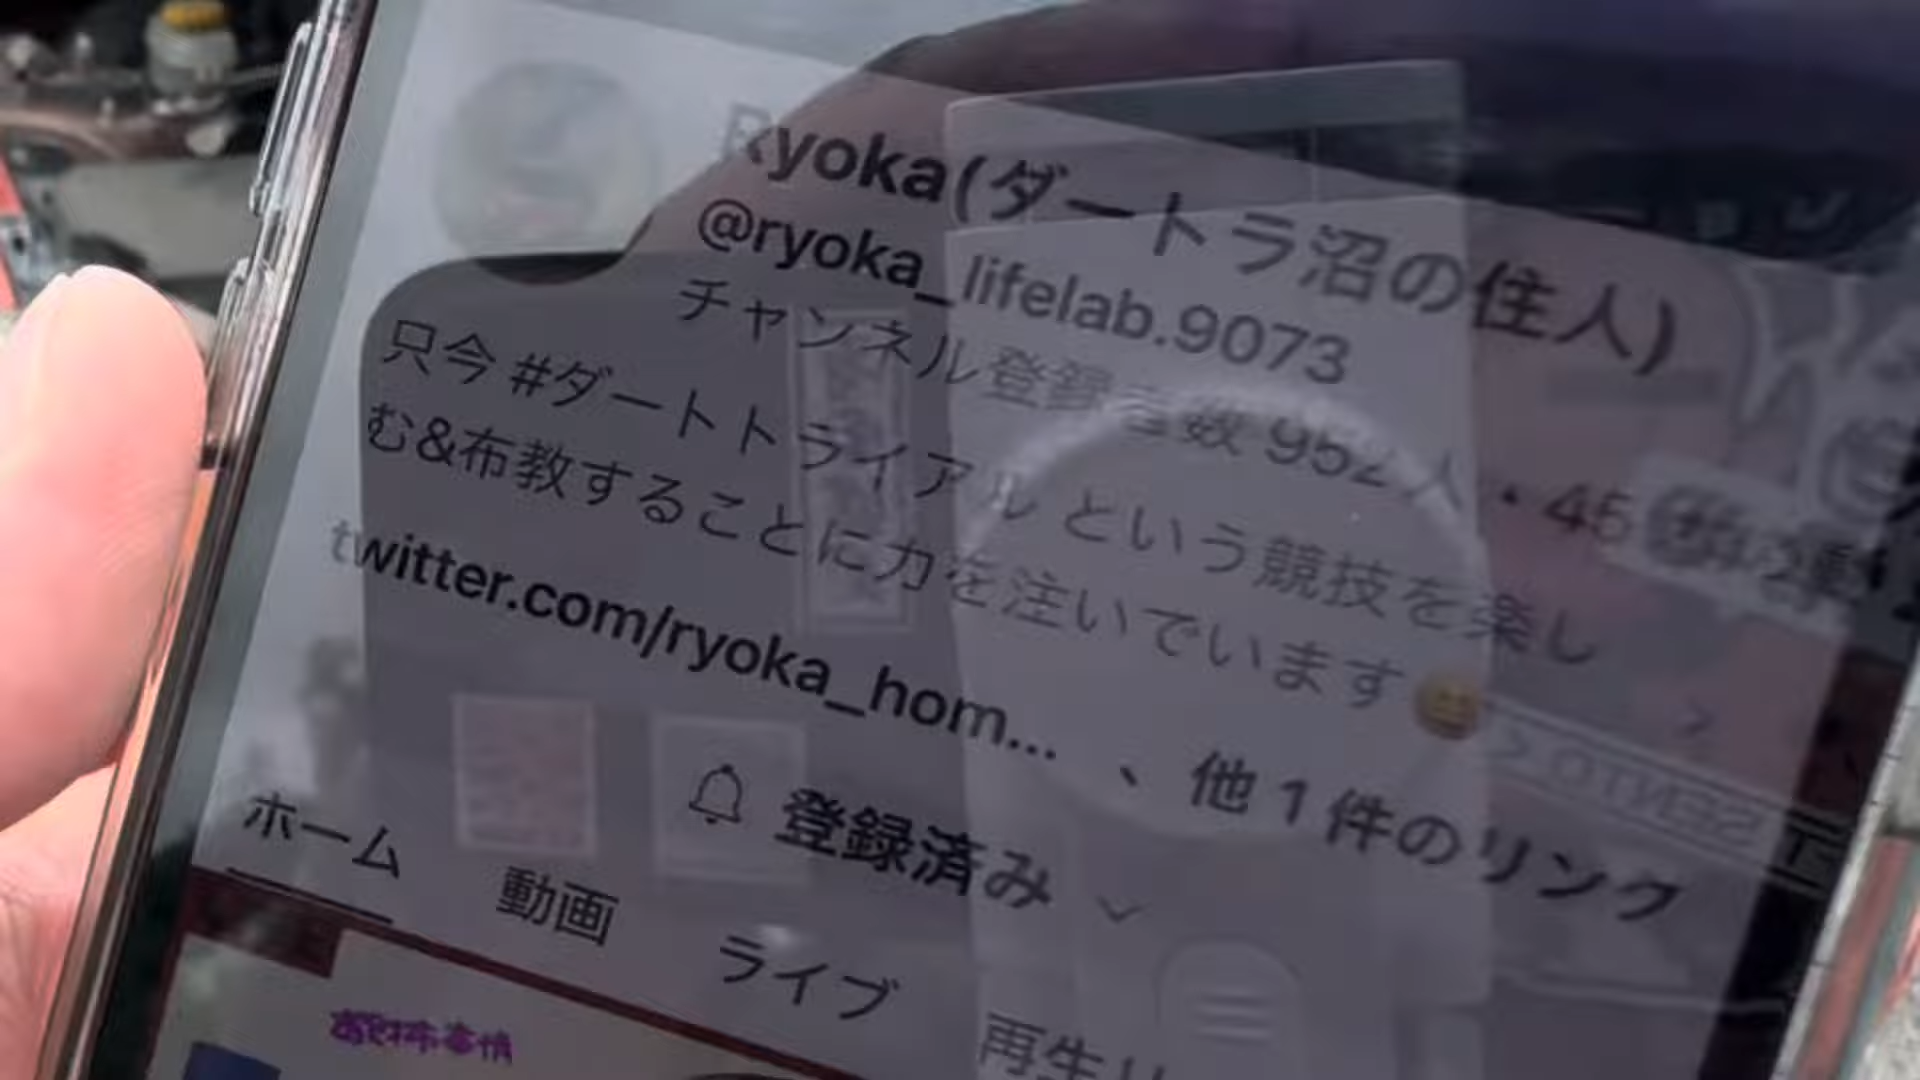 Ryoka(ダートラ沼の住人)
@ryoka_lifelab.9073
チャンネル登録者数 952人・45
只今 #ダートトライアル という競技を楽し
む&布教することに力を注いでいます😄
twitter.com/ryoka_hom... 、他 1 件のリンク
登録済み
ホーム 動画 ライブ 再生リ